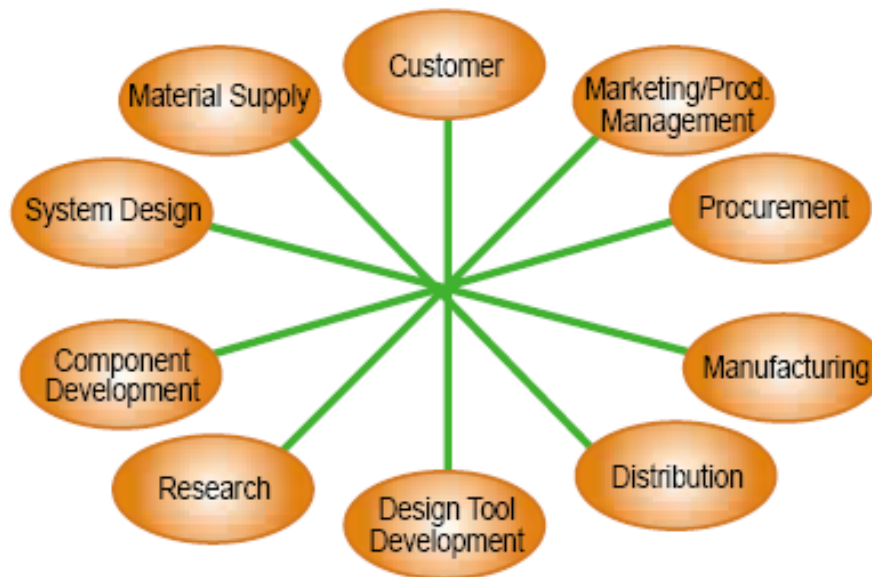 Customer
Material Supply
Marketing/Prod.
Management
System Design
Procurement
Component
Development
Manufacturing
Research
Distribution
Design Tool
Development